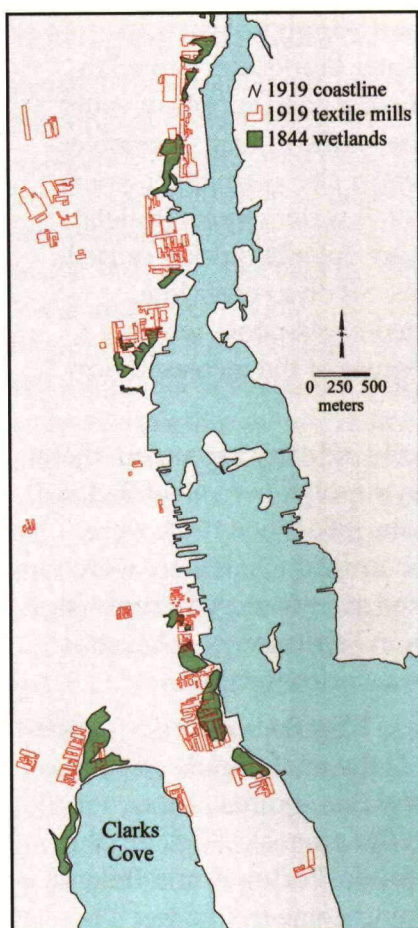 1919 coastline
1919 textile mills
1844 wetlands
0 250 500
meters
Clarks
Cove